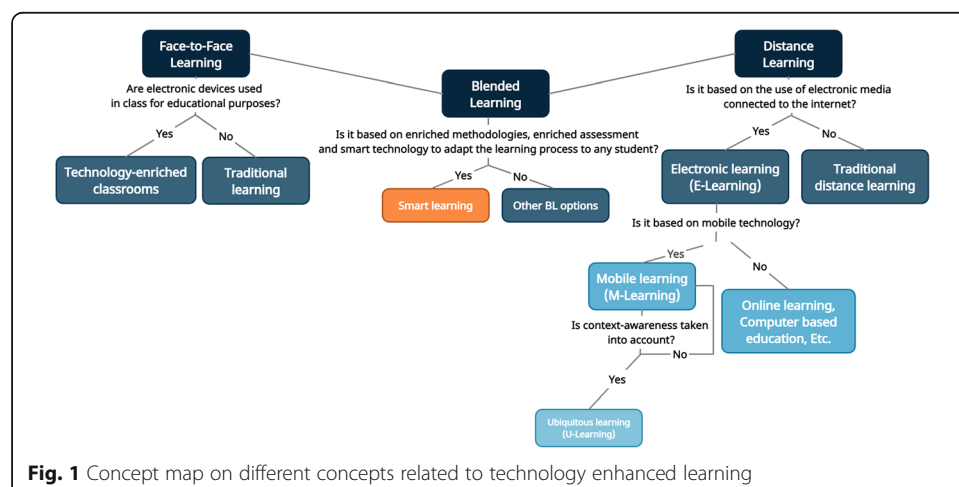 Face-to-Face
Learning
Are electronic devices used
in class for educational purposes?
Yes
No
Technology-enriched
classrooms
Traditional
learning
Blended
Learning
Is it based on enriched methodologies, enriched assessment
and smart technology to adapt the learning process to any student?
Yes
No
Smart learning
Other BL options
Distance
Learning
Is it based on the use of electronic media
connected to the internet?
Yes
No
Electronic learning
(E-Learning)
Traditional
distance learning
Is it based on mobile technology?
Yes
No
Mobile learning
(M-Learning)
Online learning,
Computer based
education, Etc.
Is context-awareness taken
into account?
No
Yes
Ubiquitous learning
(U-Learning)
Fig. 1 Concept map on different concepts related to technology enhanced learning